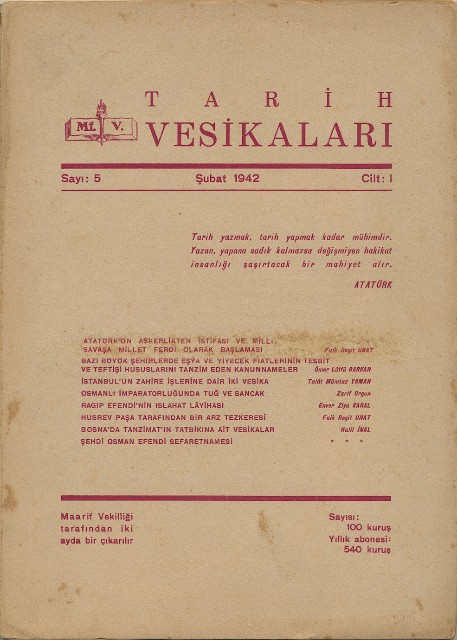 TARİH
Mf. V.
VESİKALARI
Sayı: 5 Şubat 1942 Cilt: I
Tarih yazmak, tarih yapmak kadar mühimdir.
Yazan, yapana sadık kalmazsa değişmiyen hakikat
insanlığı şaşırtacak bir mahiyet alır.
ATATÜRK
ATATÜRK'ÜN ASKERLİKTEN İSTİFASI VE MİLLÎ
SAVAŞA MİLLET FERDİ OLARAK BAŞLAMASI Faik Reşit UNAT
BAZI BÜYÜK ŞEHİRLERDE EŞYA VE YİYECEK FİATLERİNİN TESBİT
VE TEFTİŞİ HUSUSLARINI TANZİM EDEN KANUNNAMELER Ömer Lûtfi BARKAN
İSTANBUL'UN ZAHİRE İŞLERİNE DAİR İKİ VESİKA Talât Mümtaz YAMAN
OSMANLI İMPARATORLUĞUNDA TUĞ VE SANCAK Zarif Orgun
RAGIP EFENDİ'NİN ISLAHAT LÂYİHASI Enver Ziya KARAL
HUSREV PAŞA TARAFINDAN BİR ARZ TEZKERESİ Faik Reşit UNAT
BOSNA'DA TANZİMAT'IN TATBİKINA AİT VESİKALAR Halil İNAL
ŞEHDİ OSMAN EFENDİ SEFARETNAMESİ * * *
Maarif Vekilliği
tarafından iki
ayda bir çıkarılır
Sayısı:
100 kuruş
Yıllık abonesi:
540 kuruş